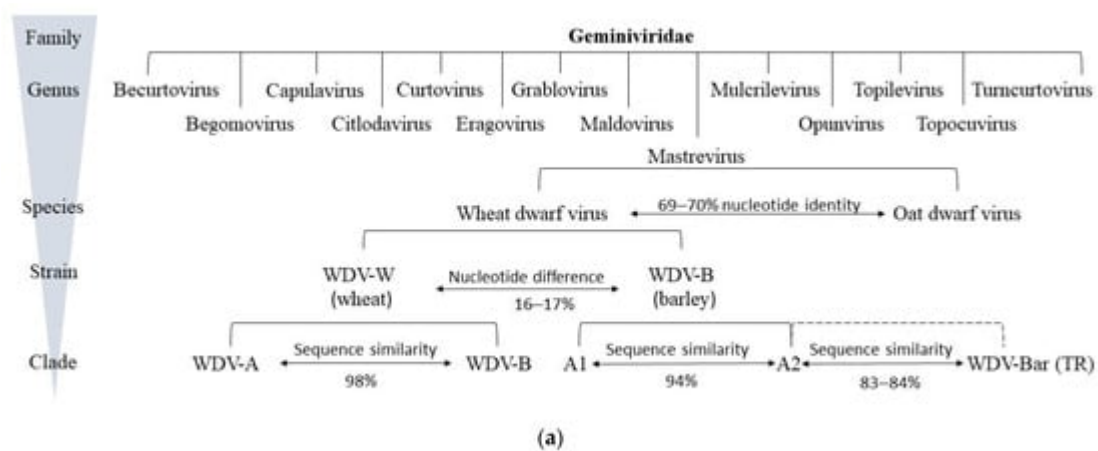 Family Geminiviridae
Genus Becurtovirus Capulavirus Curtovirus Grablovirus Mulcrilevirus Topilevirus Turncurtovirus
Begomovirus Citlodavirus Eragovirus Maldovirus Opunvirus Topocuvirus
Mastrevirus
Species Wheat dwarf virus 69–70% nucleotide identity Oat dwarf virus
Strain WDV-W Nucleotide difference WDV-B
(wheat) 16–17% (barley)
Clade WDV-A Sequence similarity WDV-B A1 Sequence similarity A2 Sequence similarity WDV-Bar (TR)
98% 94% 83–84%
(a)